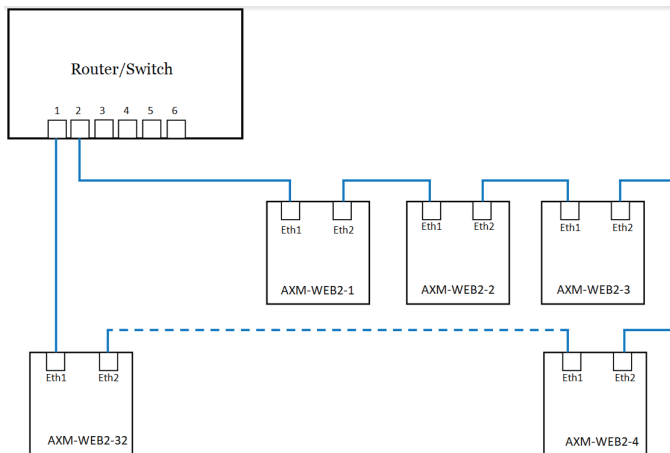 Router/Switch
1 2 3 4 5 6
Eth1 Eth2 Eth1 Eth2 Eth1 Eth2
AXM-WEB2-1 AXM-WEB2-2 AXM-WEB2-3
Eth1 Eth2 Eth1 Eth2
AXM-WEB2-32 AXM-WEB2-4